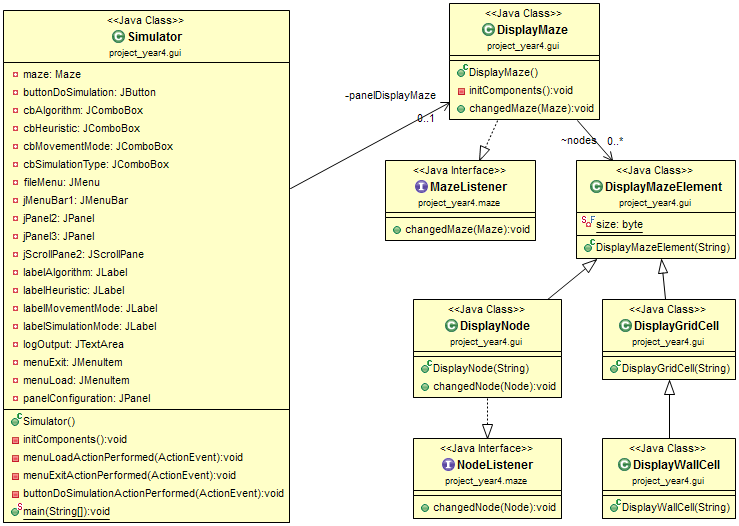 <<Java Class>>
Simulator
project_year4.gui
maze: Maze
buttonDoSimulation: JButton
cbAlgorithm: JComboBox
cbHeuristic: JComboBox
cbMovementMode: JComboBox
cbSimulationType: JComboBox
fileMenu: JMenu
jMenuBar1: JMenuBar
jPanel2: JPanel
jPanel3: JPanel
jScrollPane2: JScrollPane
labelAlgorithm: JLabel
labelHeuristic: JLabel
labelMovementMode: JLabel
labelSimulationMode: JLabel
logOutput: JTextArea
menuExit: JMenuItem
menuLoad: JMenuItem
panelConfiguration: JPanel
Simulator()
initComponents():void
menuLoadActionPerformed(ActionEvent):void
menuExitActionPerformed(ActionEvent):void
buttonDoSimulationActionPerformed(ActionEvent):void
main(String[]):void
-panelDisplayMaze
0..1
<<Java Class>>
DisplayMaze
project_year4.gui
DisplayMaze()
initComponents():void
changedMaze(Maze):void
~nodes
0..*
<<Java Interface>>
MazeListener
project_year4.maze
changedMaze(Maze):void
<<Java Class>>
DisplayMazeElement
project_year4.gui
size: byte
DisplayMazeElement(String)
<<Java Class>>
DisplayNode
project_year4.gui
DisplayNode(String)
changedNode(Node):void
<<Java Class>>
DisplayGridCell
project_year4.gui
DisplayGridCell(String)
<<Java Interface>>
NodeListener
project_year4.maze
changedNode(Node):void
<<Java Class>>
DisplayWallCell
project_year4.gui
DisplayWallCell(String)